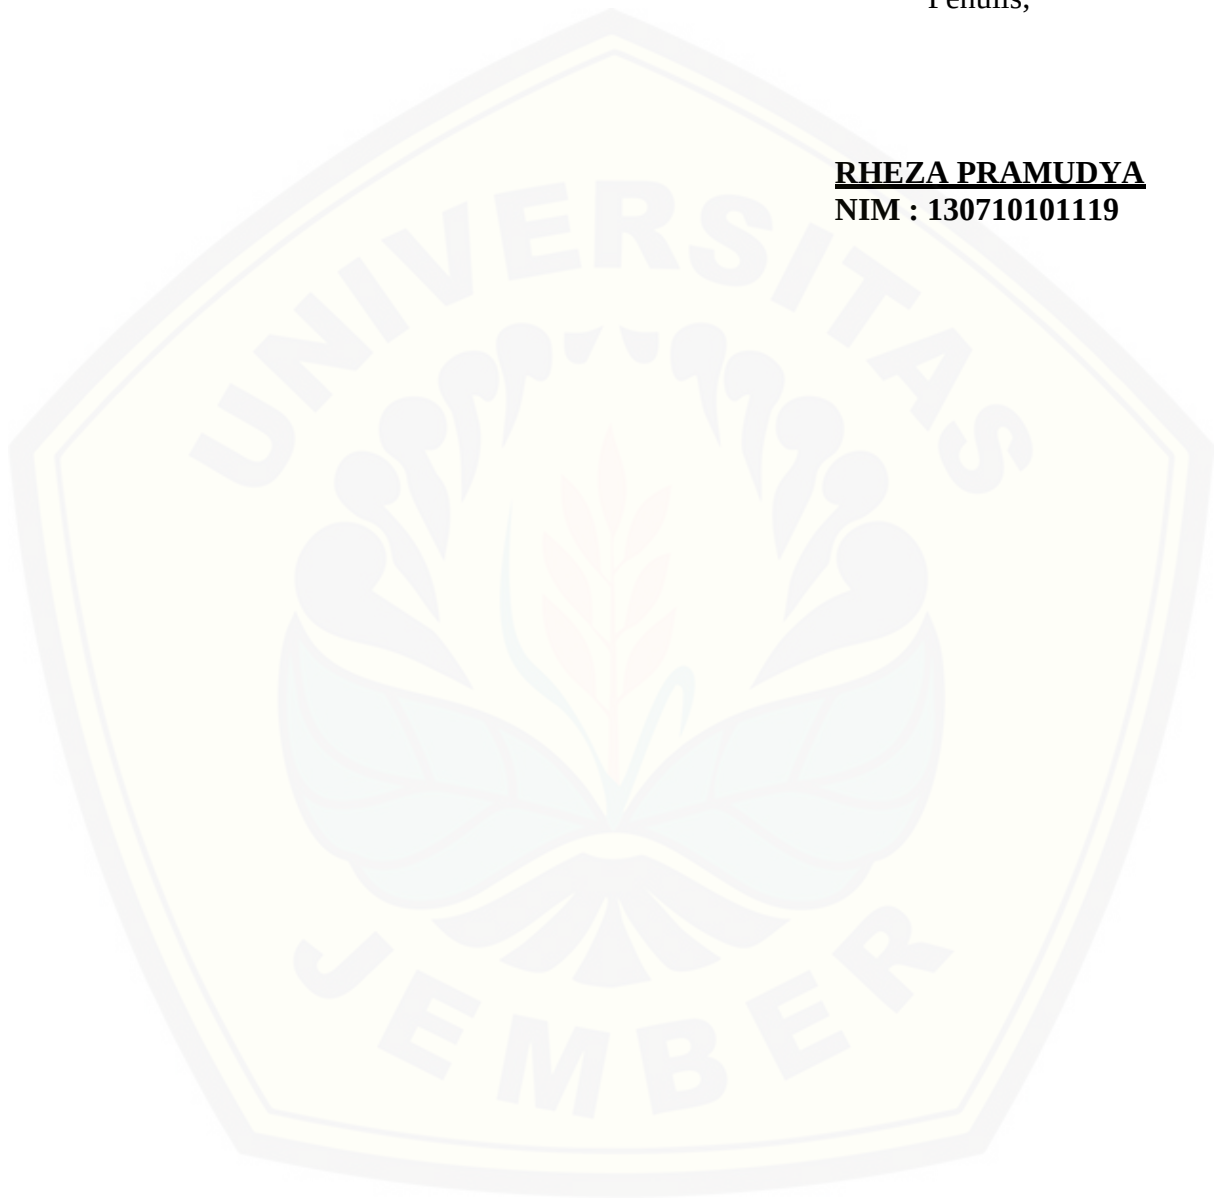 Penulis,
RHEZA PRAMUDYA
NIM : 130710101119
UNIVERSITAS
JEMBER